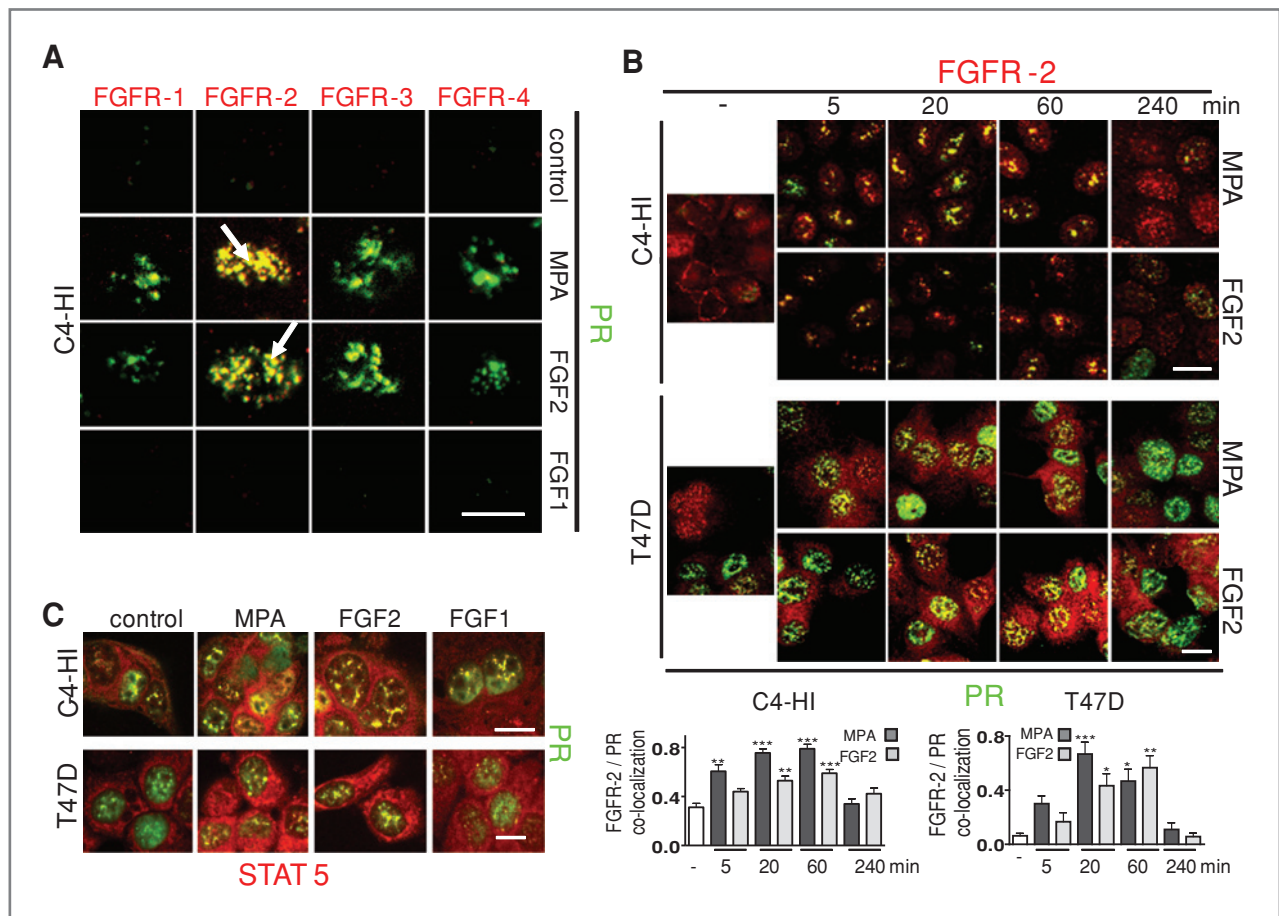 A
FGFR-1 FGFR-2 FGFR-3 FGFR-4
C4-HI
control
MPA
FGF2
FGF1
PR
B
FGFR-2
- 5 20 60 240 min
C4-HI
MPA
FGF2
T47D
MPA
FGF2
PR
C
control MPA FGF2 FGF1
C4-HI
T47D
PR
STAT 5
C4-HI
FGFR-2 / PR
co-localization
0.8
0.4
0.0
MPA
FGF2
** *** ** *** ***
- 5 20 60 240 min
T47D
FGFR-2 / PR
co-localization
0.8
0.4
0.0
MPA
FGF2
*** * * **
- 5 20 60 240 min